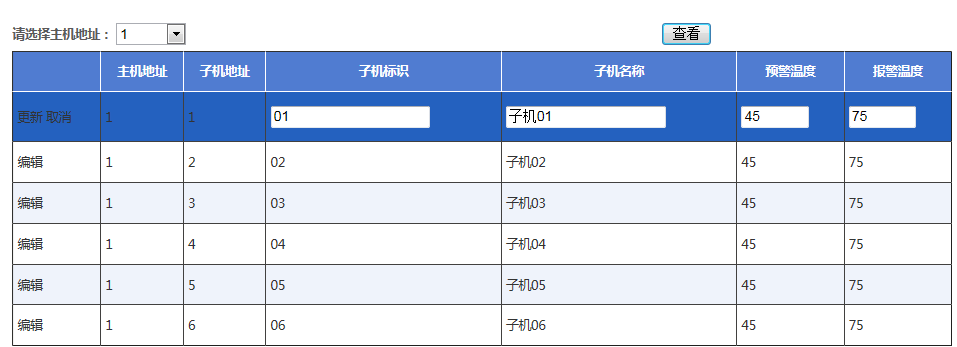 请选择主机地址： 1 查看
主机地址 子机地址 子机标识 子机名称 预警温度 报警温度
更新 取消 1 1 01 子机01 45 75
编辑 1 2 02 子机02 45 75
编辑 1 3 03 子机03 45 75
编辑 1 4 04 子机04 45 75
编辑 1 5 05 子机05 45 75
编辑 1 6 06 子机06 45 75